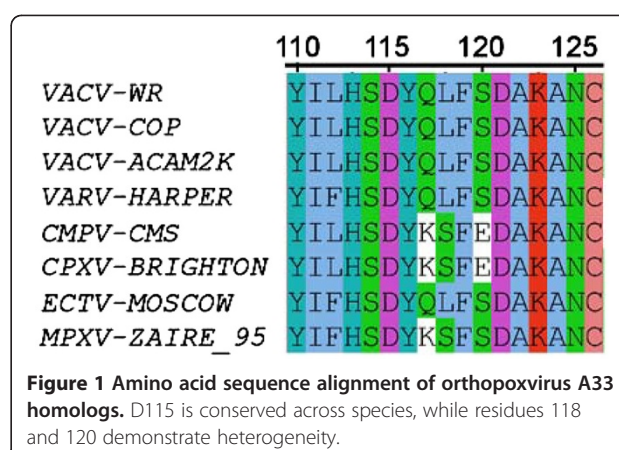 110 115 120 125
VACV-WR YILHSDYQLFSDAKANC
VACV-COP YILHSDYQLFSDAKANC
VACV-ACAM2K YILHSDYQLFSDAKANC
VARV-HARPER YIFHSDYQLFSDAKANC
CMPV-CMS YILHSDYKSFEDAKANC
CPXV-BRIGHTON YILHSDYKSFEDAKANC
ECTV-MOSCOW YIFHSDYQLFSDAKANC
MPXV-ZAIRE_95 YIFHSDYKSFSDAKANC
Figure 1 Amino acid sequence alignment of orthopoxvirus A33
homologs. D115 is conserved across species, while residues 118
and 120 demonstrate heterogeneity.